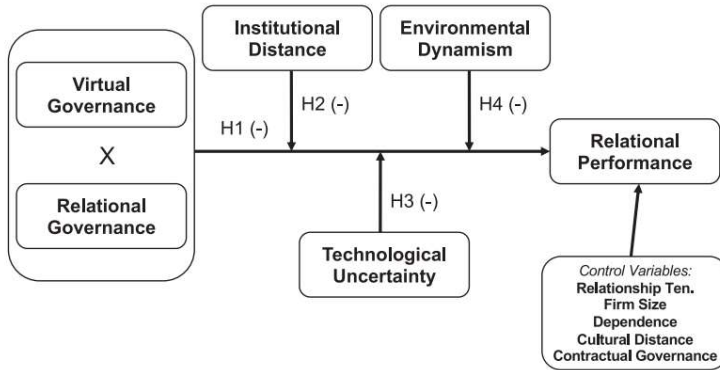 Institutional
Distance
Environmental
Dynamism
Virtual
Governance
X
Relational
Governance
H1 (-)
H2 (-)
H4 (-)
H3 (-)
Relational
Performance
Technological
Uncertainty
Control Variables:
Relationship Ten.
Firm Size
Dependence
Cultural Distance
Contractual Governance